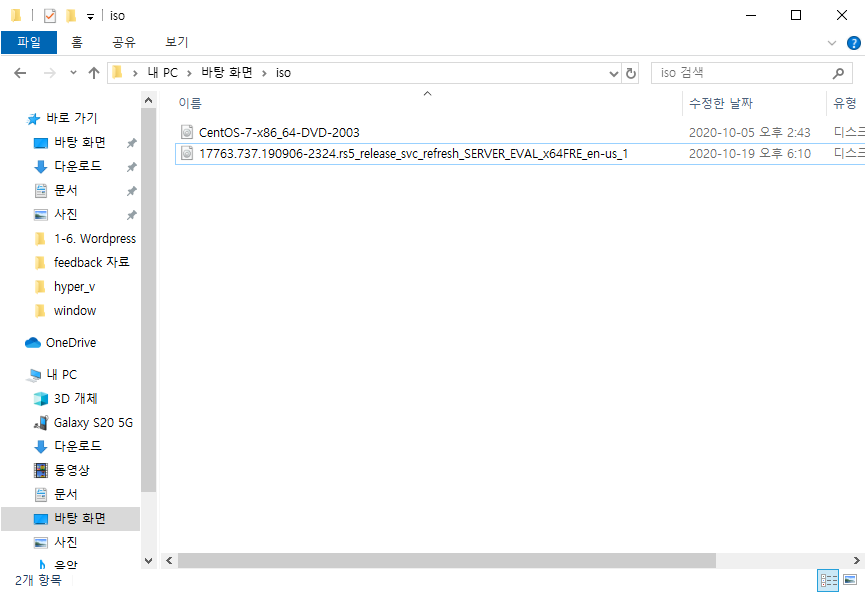 iso
파일 홈 공유 보기
내 PC 바탕 화면 iso
iso 검색
이름 수정한 날짜 유형
CentOS-7-x86_64-DVD-2003 2020-10-05 오후 2:43 디스크
17763.737.190906-2324.rs5_release_svc_refresh_SERVER_EVAL_x64FRE_en-us_1 2020-10-19 오후 6:10 디스크
바로 가기
바탕 화면
다운로드
문서
사진
1-6. Wordpress
feedback 자료
hyper_v
window
OneDrive
내 PC
3D 개체
Galaxy S20 5G
다운로드
동영상
문서
바탕 화면
사진
음악
2개 항목